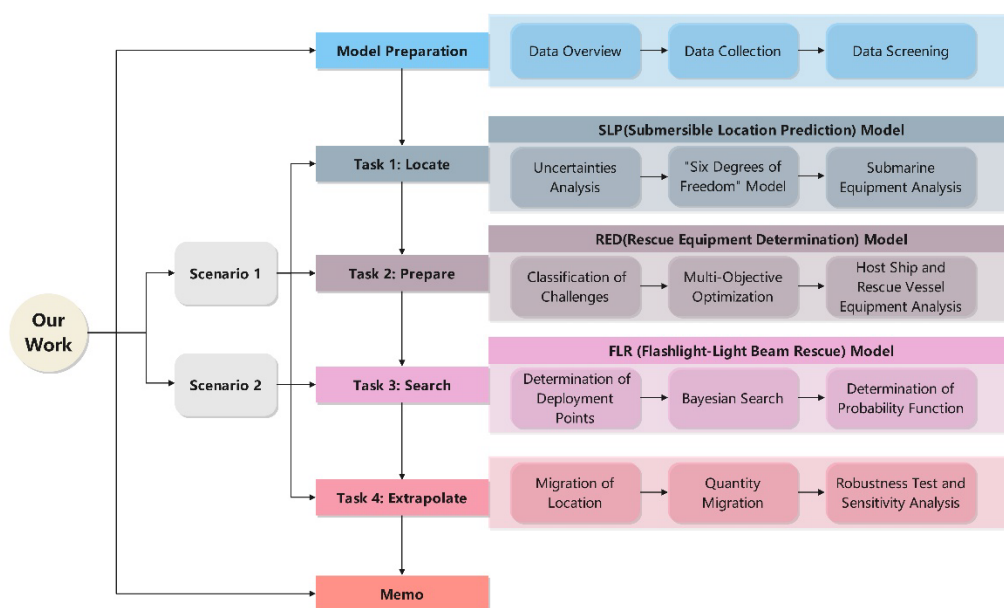 Model Preparation
Data Overview
Data Collection
Data Screening
SLP(Submersible Location Prediction) Model
Task 1: Locate
Uncertainties
Analysis
"Six Degrees of
Freedom" Model
Submarine
Equipment Analysis
RED(Rescue Equipment Determination) Model
Scenario 1
Task 2: Prepare
Classification of
Challenges
Multi-Objective
Optimization
Host Ship and
Rescue Vessel
Equipment Analysis
Our
Work
FLR (Flashlight-Light Beam Rescue) Model
Scenario 2
Task 3: Search
Determination of
Deployment
Points
Bayesian Search
Determination of
Probability Function
Task 4: Extrapolate
Migration of
Location
Quantity
Migration
Robustness Test and
Sensitivity Analysis
Memo